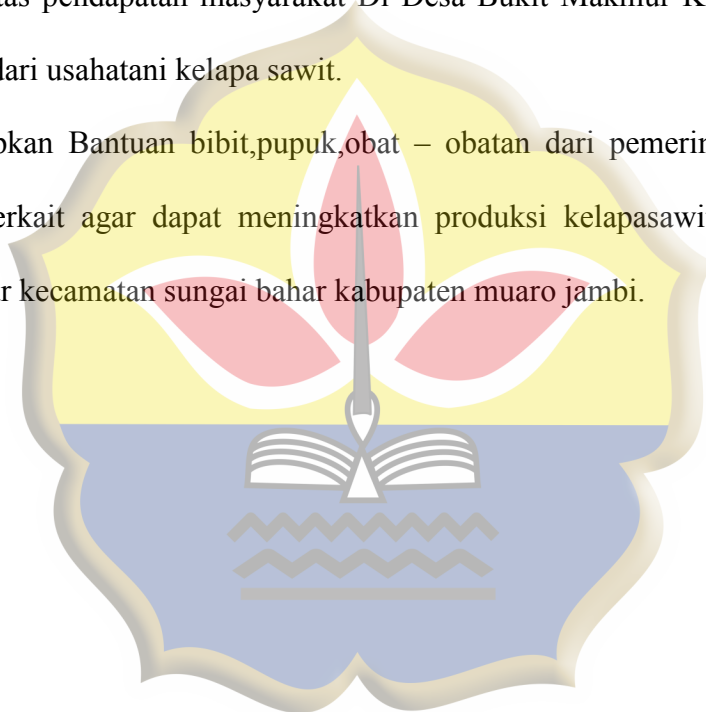 tas pendapatan masyarakat Di Desa Bukit Makmur K
dari usahatani kelapa sawit.
pkan Bantuan bibit,pupuk,obat – obatan dari pemerin
erkait agar dapat meningkatkan produksi kelapasawi
r kecamatan sungai bahar kabupaten muaro jambi.